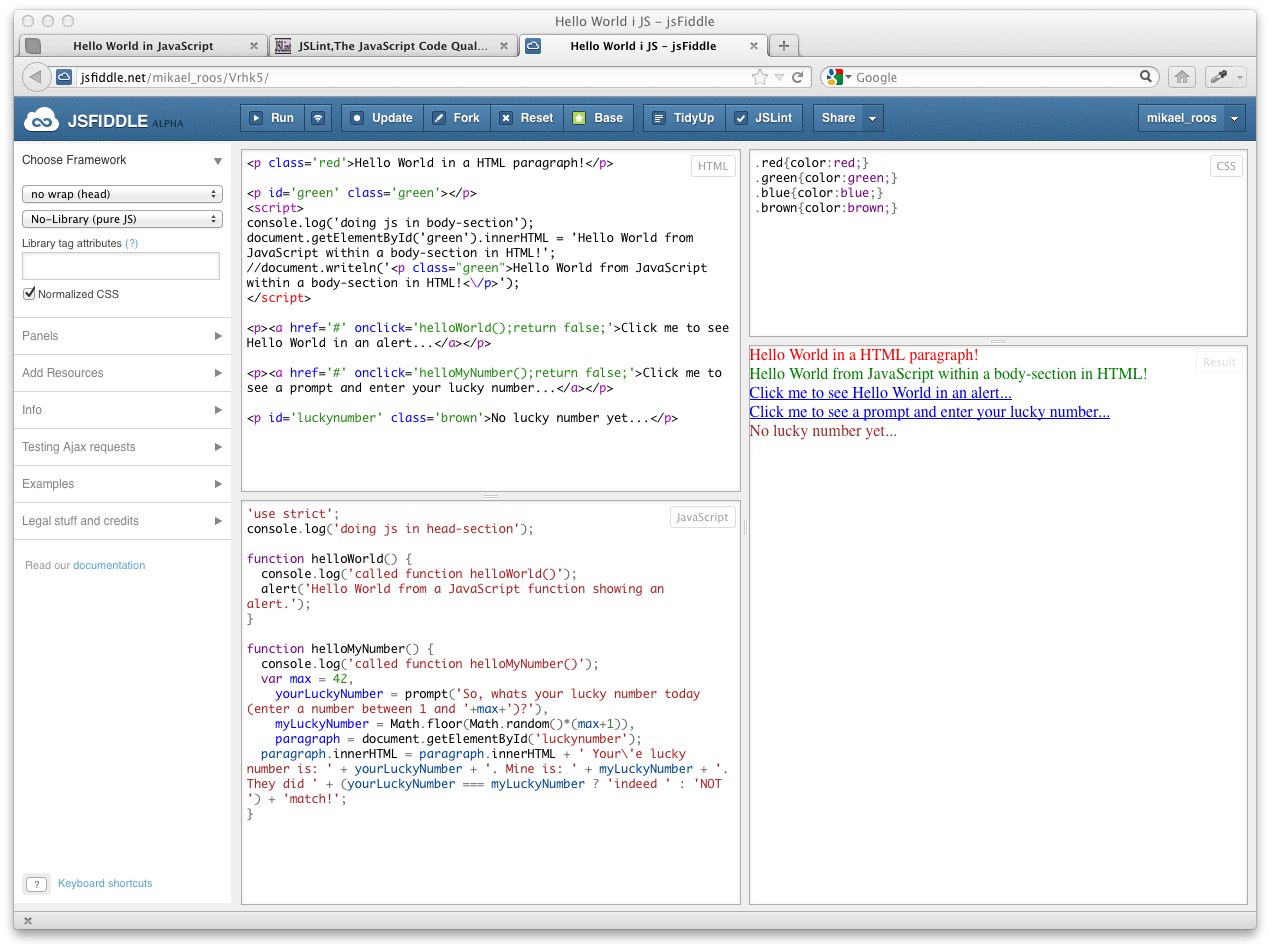 Hello World i JS – jsFiddle
Hello World in JavaScript
JSLint,The JavaScript Code Qual...
Hello World i JS – jsFiddle
jsfiddle.net/mikael_roos/Vrhk5/
Google
JSFIDDLE ALPHA
Run
Update
Fork
Reset
Base
TidyUp
JSLint
Share
mikael_roos
Choose Framework
no wrap (head)
No-Library (pure JS)
Library tag attributes (?)
Normalized CSS
Panels
Add Resources
Info
Testing Ajax requests
Examples
Legal stuff and credits
Read our documentation
? Keyboard shortcuts
HTML
<p class='red'>Hello World in a HTML paragraph!</p>
<p id='green' class='green'></p>
<script>
console.log('doing js in body-section');
document.getElementById('green').innerHTML = 'Hello World from
JavaScript within a body-section in HTML!';
//document.writeln('<p class="green">Hello World from JavaScript
within a body-section in HTML!<\/p>');
</script>
<p><a href='#' onclick='helloWorld();return false;'>Click me to see
Hello World in an alert...</a></p>
<p><a href='#' onclick='helloMyNumber();return false;'>Click me to
see a prompt and enter your lucky number...</a></p>
<p id='luckynumber' class='brown'>No lucky number yet...</p>
JavaScript
'use strict';
console.log('doing js in head-section');
function helloWorld() {
console.log('called function helloWorld()');
alert('Hello World from a JavaScript function showing an
alert.');
}
function helloMyNumber() {
console.log('called function helloMyNumber()');
var max = 42,
yourLuckyNumber = prompt('So, whats your lucky number today
(enter a number between 1 and '+max+')?'),
myLuckyNumber = Math.floor(Math.random()*(max+1)),
paragraph = document.getElementById('luckynumber');
paragraph.innerHTML = paragraph.innerHTML + ' Your\'e lucky
number is: ' + yourLuckyNumber + '. Mine is: ' + myLuckyNumber + '.
They did ' + (yourLuckyNumber === myLuckyNumber ? 'indeed ' : 'NOT
') + 'match!';
}
CSS
.red{color:red;}
.green{color:green;}
.blue{color:blue;}
.brown{color:brown;}
Result
Hello World in a HTML paragraph!
Hello World from JavaScript within a body-section in HTML!
Click me to see Hello World in an alert...
Click me to see a prompt and enter your lucky number...
No lucky number yet...